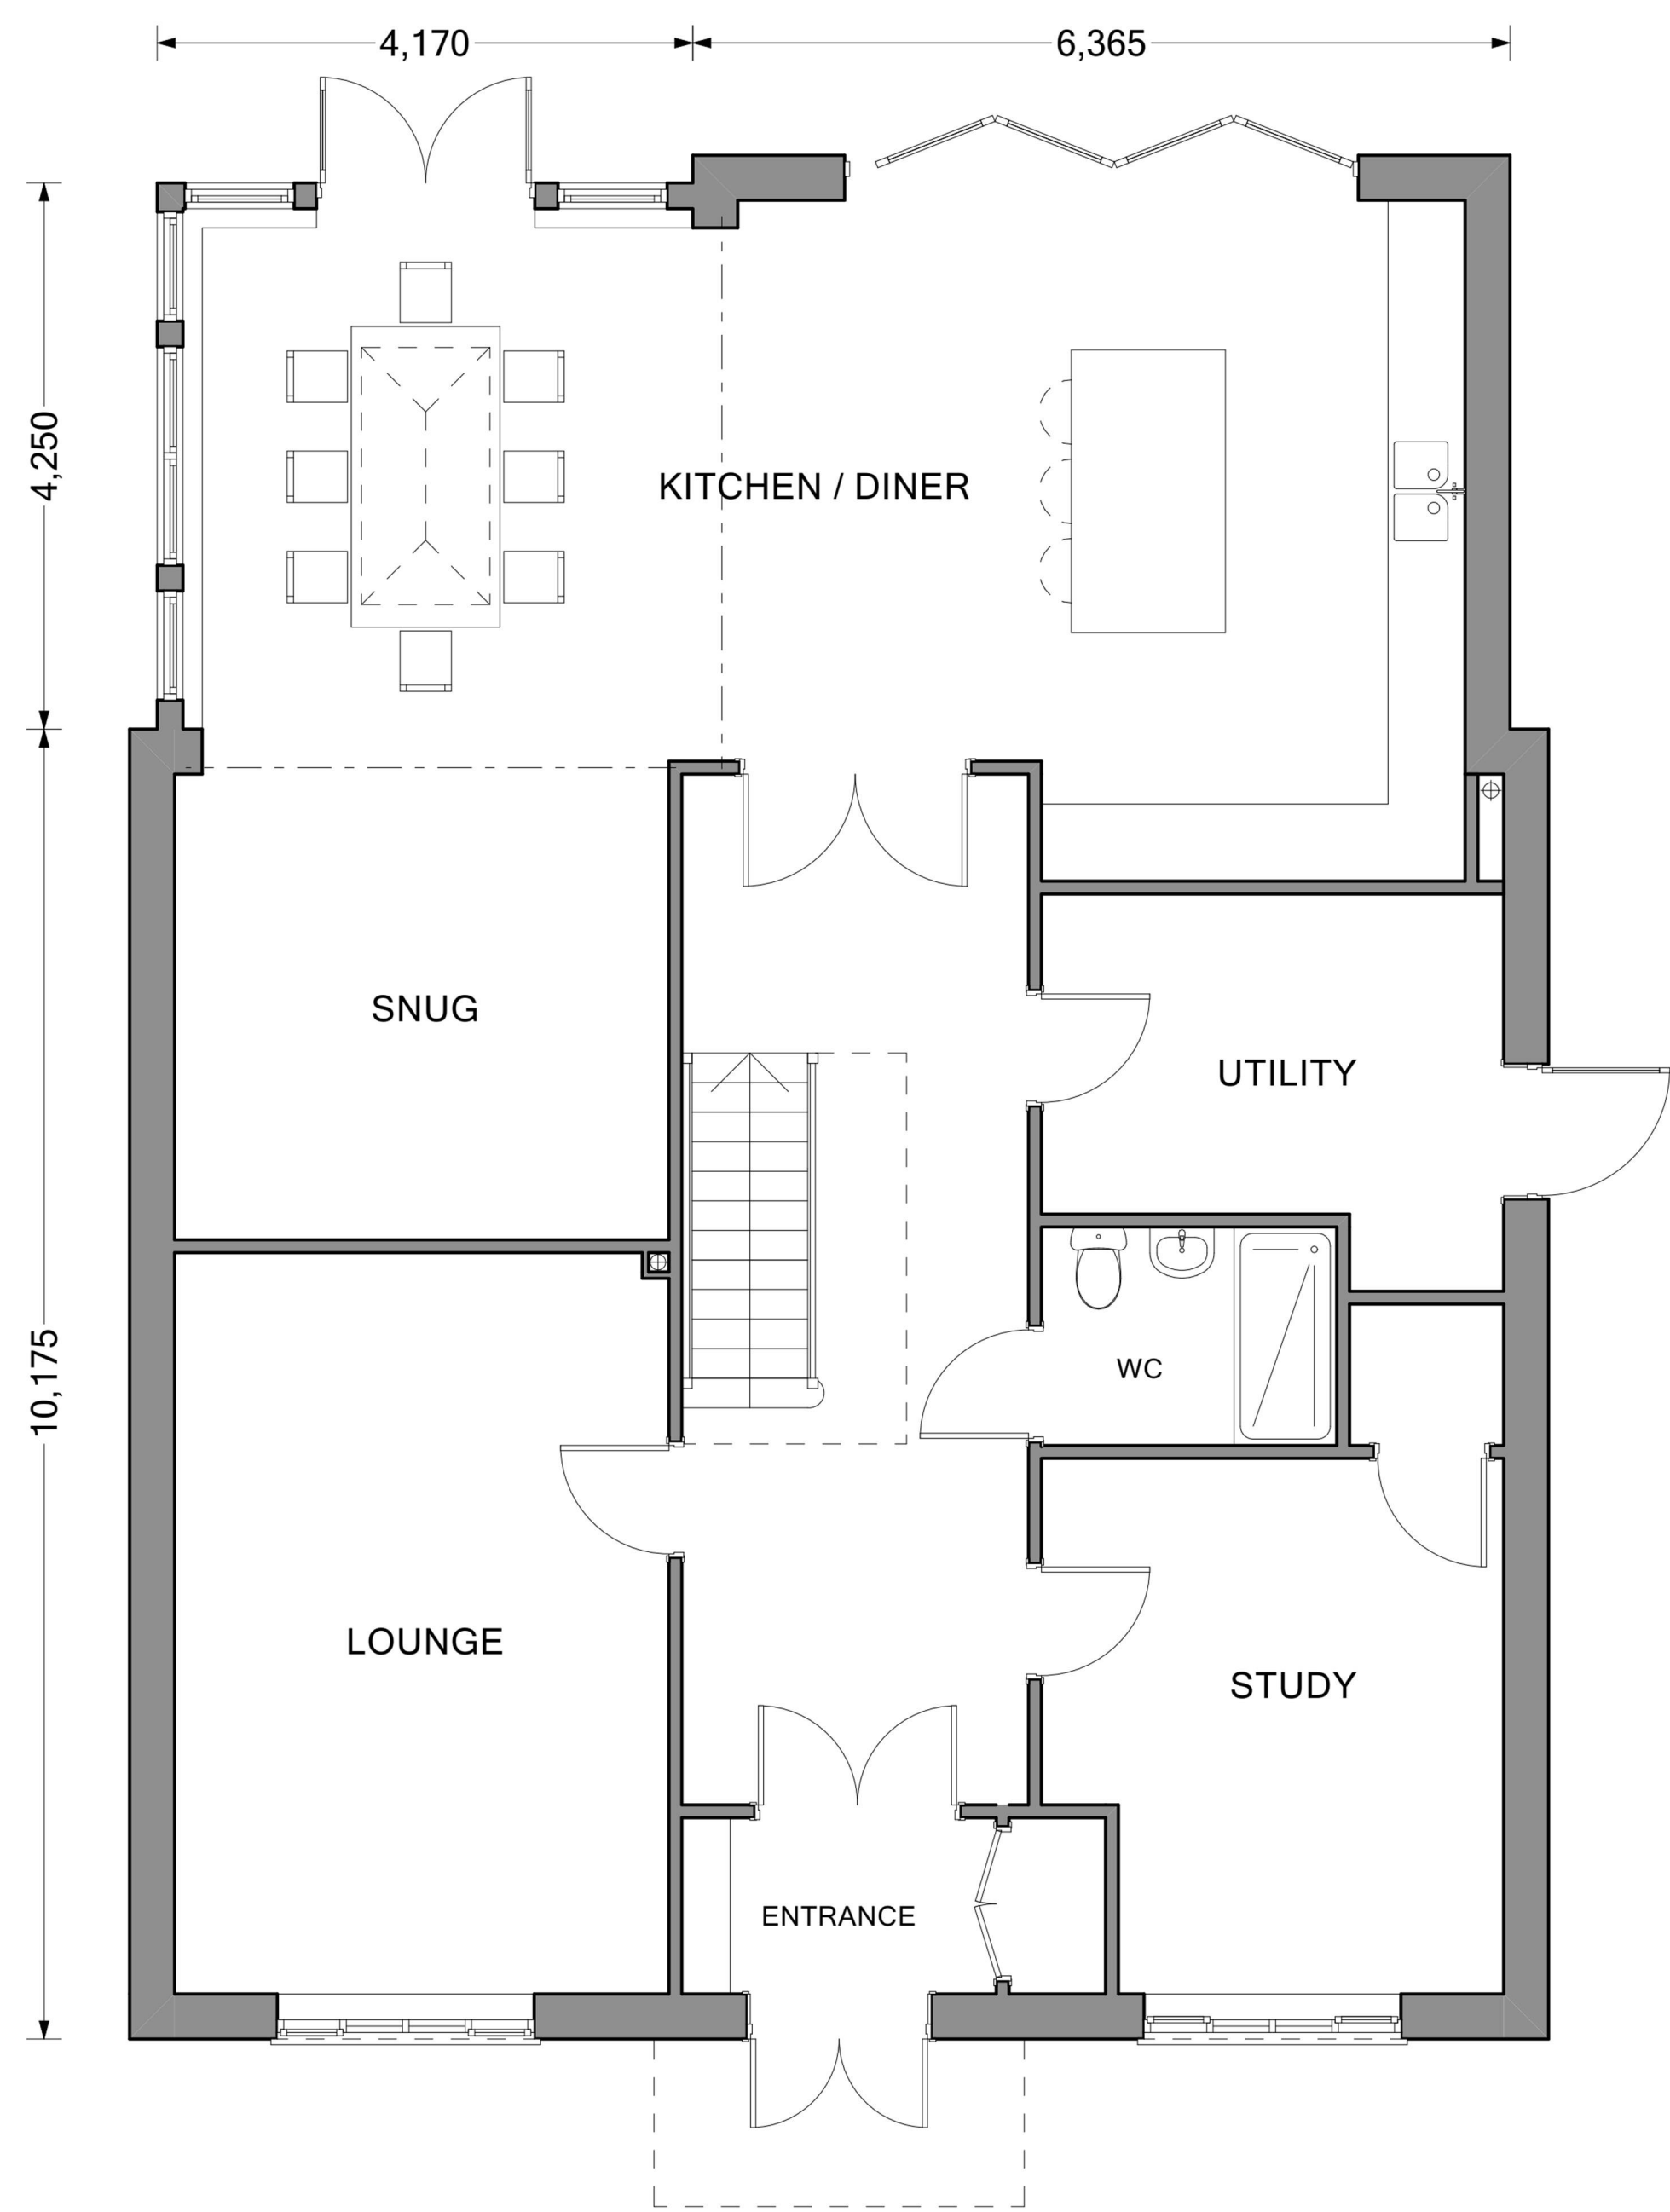 4,170
6,365
4,250
KITCHEN / DINER
SNUG
UTILITY
10,175
WC
LOUNGE
STUDY
ENTRANCE